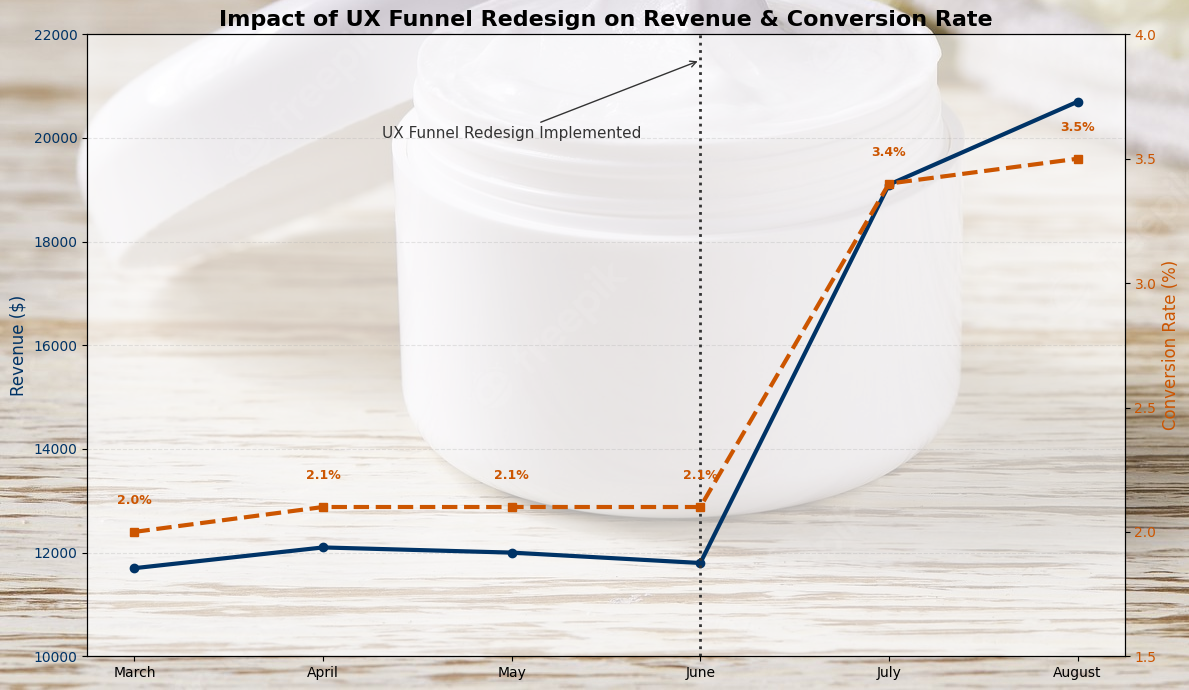 Impact of UX Funnel Redesign on Revenue & Conversion Rate
22000
20000
18000
16000
14000
12000
10000
Revenue ($)
4.0
3.5
3.0
2.5
2.0
1.5
Conversion Rate (%)
UX Funnel Redesign Implemented
2.0%
2.1%
2.1%
2.1%
3.4%
3.5%
March
April
May
June
July
August